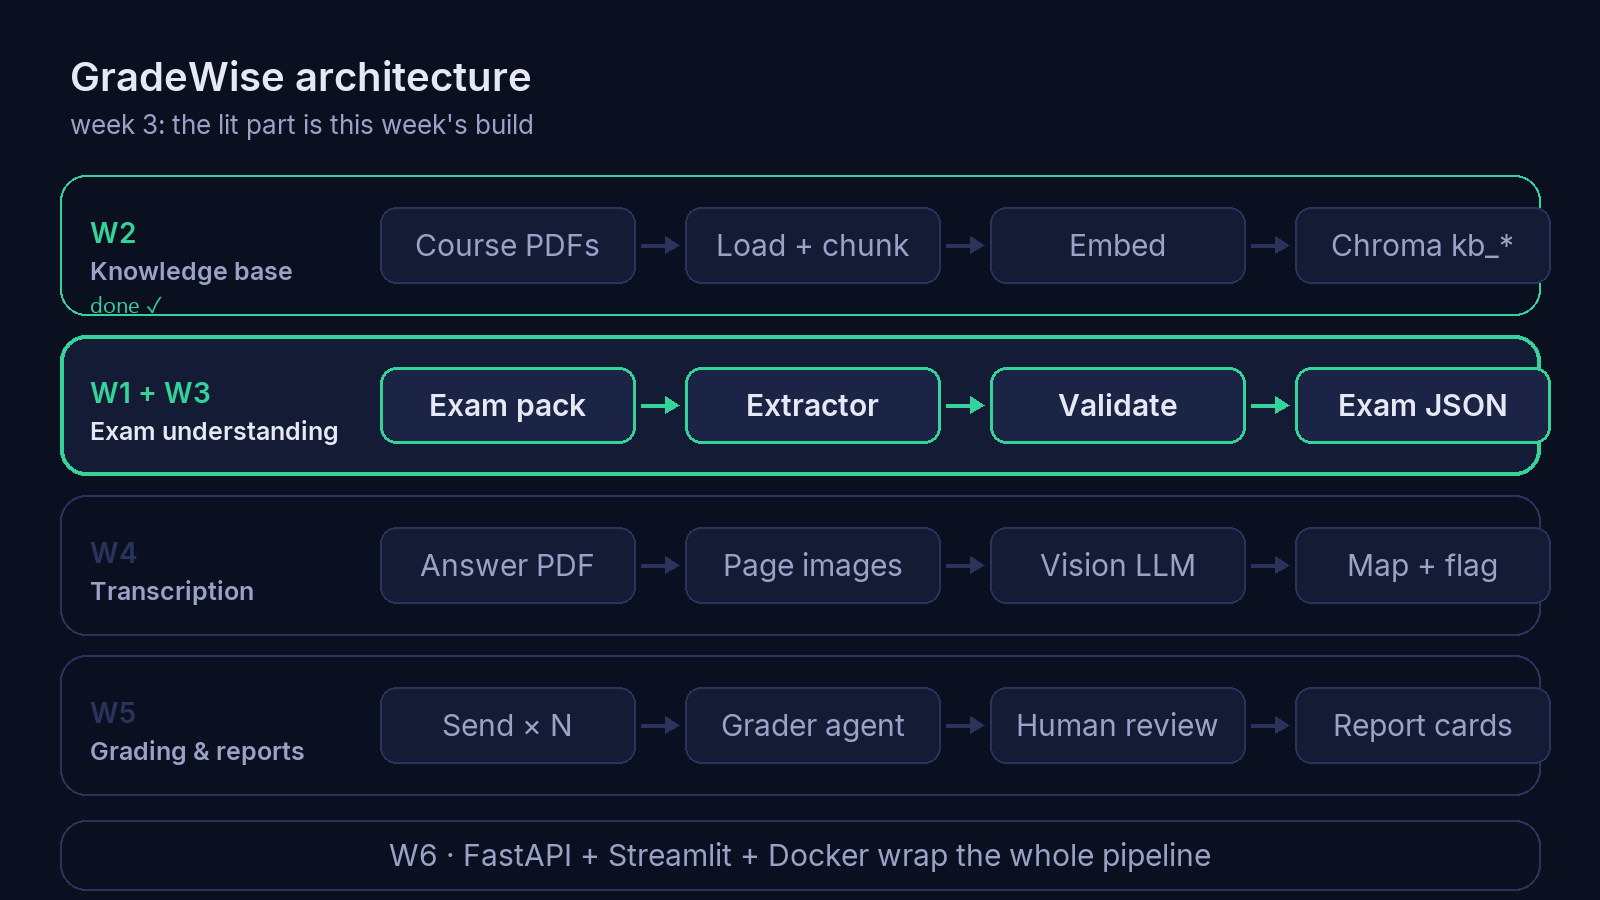 GradeWise architecture
week 3: the lit part is this week's build
W2
Knowledge base
done ✓
Course PDFs
Load + chunk
Embed
Chroma kb_*
W1 + W3
Exam understanding
Exam pack
Extractor
Validate
Exam JSON
W4
Transcription
Answer PDF
Page images
Vision LLM
Map + flag
W5
Grading & reports
Send × N
Grader agent
Human review
Report cards
W6 · FastAPI + Streamlit + Docker wrap the whole pipeline